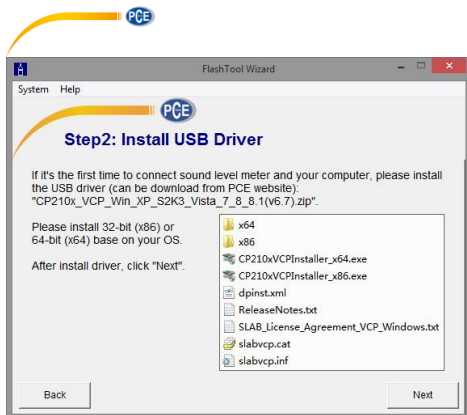 PCE
FlashTool Wizard
System Help
PCE
Step2: Install USB Driver
If it's the first time to connect sound level meter and your computer, please install
the USB driver (can be download from PCE website):
"CP210x_VCP_Win_XP_S2K3_Vista_7_8_8.1(v6.7).zip".
Please install 32-bit (x86) or
64-bit (x64) base on your OS.
After install driver, click "Next".
x64
x86
CP210xVCPInstaller_x64.exe
CP210xVCPInstaller_x86.exe
dpinst.xml
ReleaseNotes.txt
SLAB_License_Agreement_VCP_Windows.txt
slabvcp.cat
slabvcp.inf
Back
Next